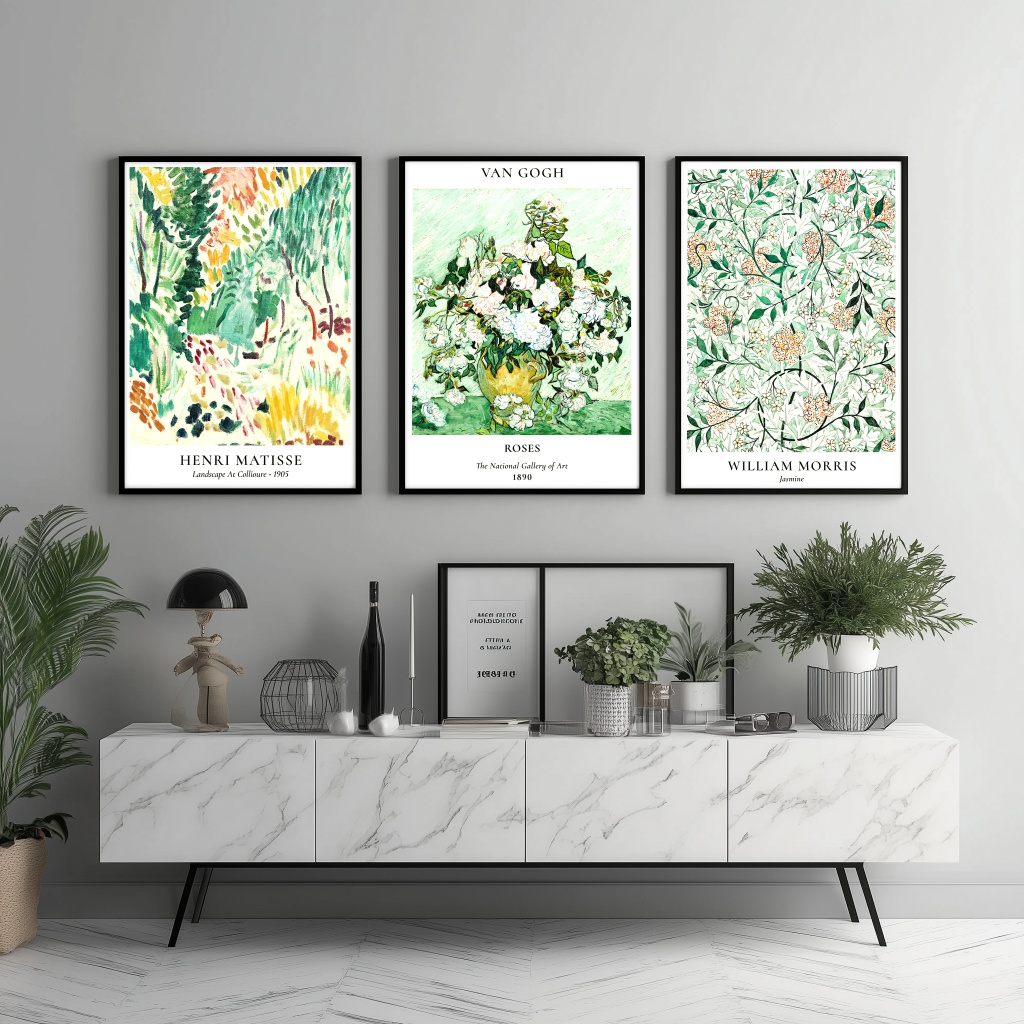 HENRI MATISSE
Landscape At Collioure - 1905
VAN GOGH
ROSES
The National Gallery of Art
1890
WILLIAM MORRIS
Jasmine